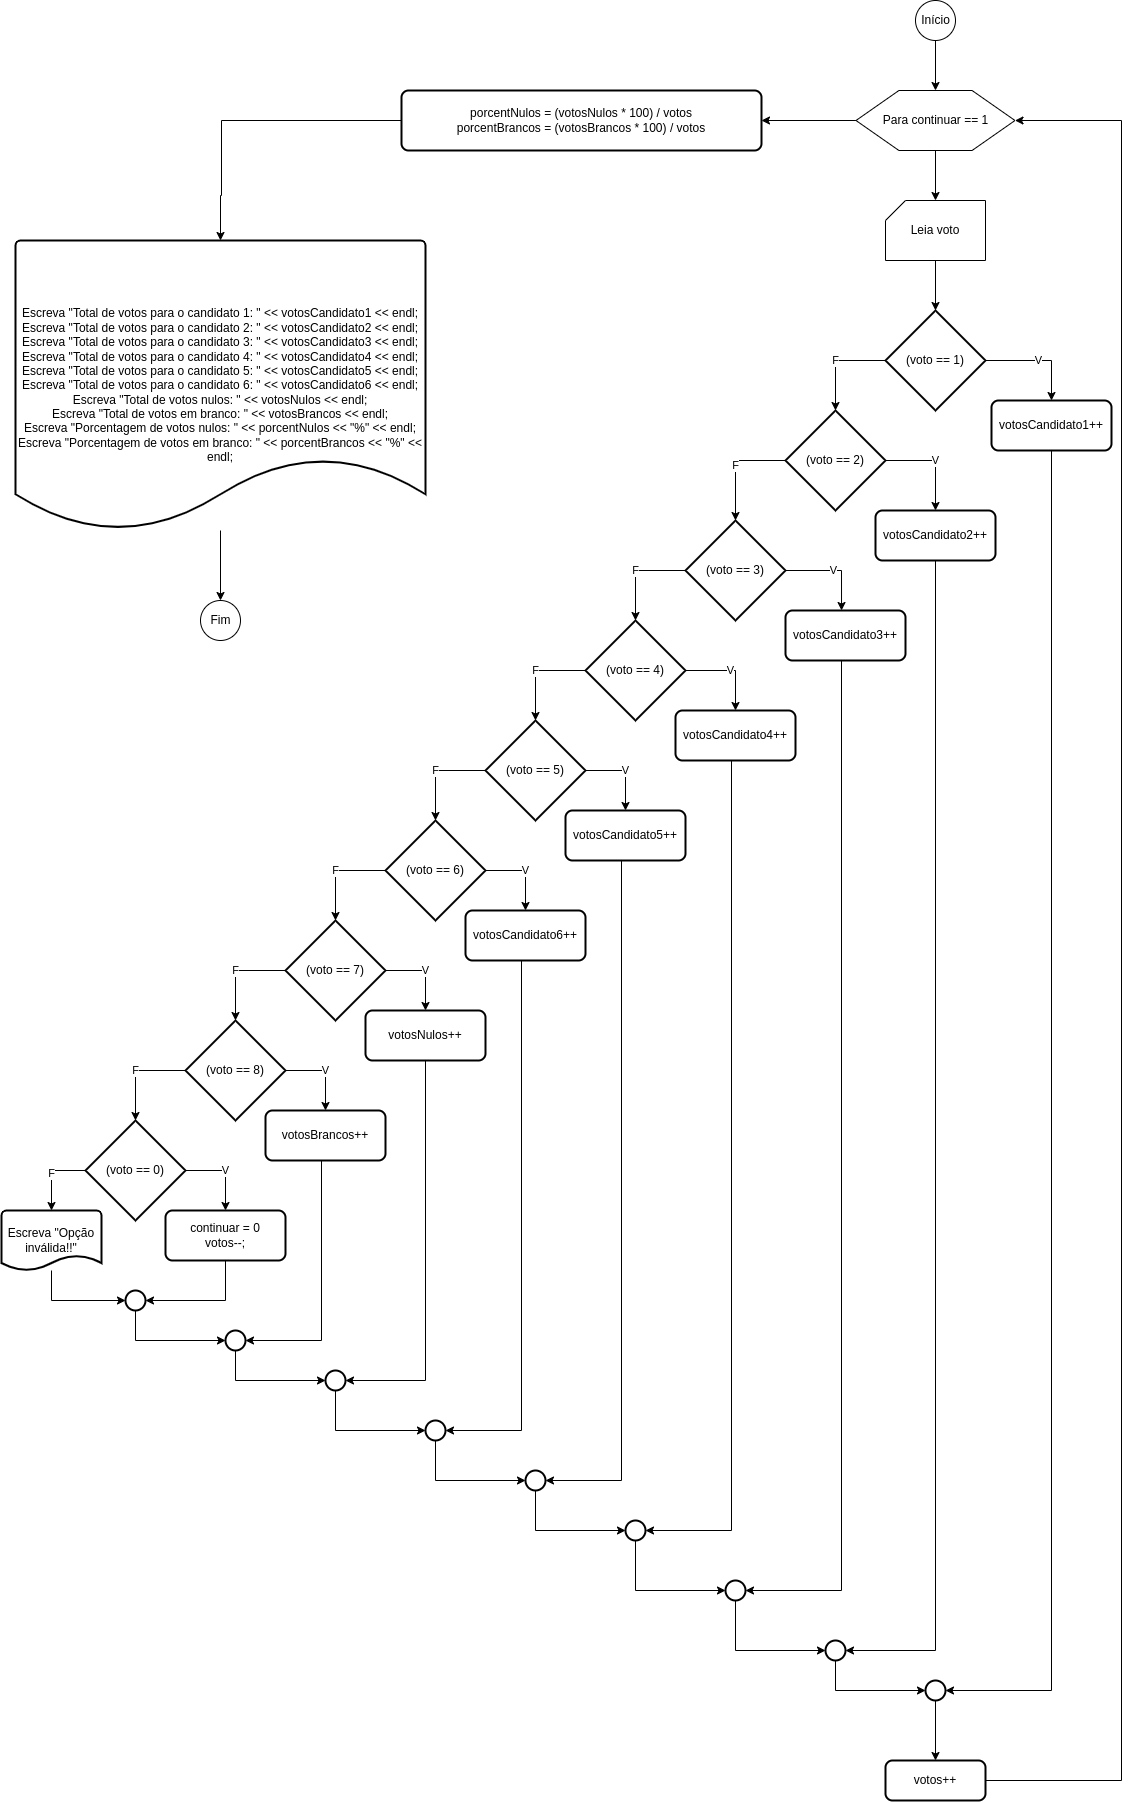 Início
Para continuar == 1
porcentNulos = (votosNulos * 100) / votos
porcentBrancos = (votosBrancos * 100) / votos
Leia voto
Escreva "Total de votos para o candidato 1: " << votosCandidato1 << endl;
Escreva "Total de votos para o candidato 2: " << votosCandidato2 << endl;
Escreva "Total de votos para o candidato 3: " << votosCandidato3 << endl;
Escreva "Total de votos para o candidato 4: " << votosCandidato4 << endl;
Escreva "Total de votos para o candidato 5: " << votosCandidato5 << endl;
Escreva "Total de votos para o candidato 6: " << votosCandidato6 << endl;
Escreva "Total de votos nulos: " << votosNulos << endl;
Escreva "Total de votos em branco: " << votosBrancos << endl;
Escreva "Porcentagem de votos nulos: " << porcentNulos << "%" << endl;
Escreva "Porcentagem de votos em branco: " << porcentBrancos << "%" <<
endl;
Fim
F
(voto == 1)
V
votosCandidato1++
F
(voto == 2)
V
votosCandidato2++
F
(voto == 3)
V
votosCandidato3++
F
(voto == 4)
V
votosCandidato4++
F
(voto == 5)
V
votosCandidato5++
F
(voto == 6)
V
votosCandidato6++
F
(voto == 7)
V
votosNulos++
F
(voto == 8)
V
votosBrancos++
F
(voto == 0)
V
Escreva "Opção
inválida!!"
continuar = 0
votos--;
votos++